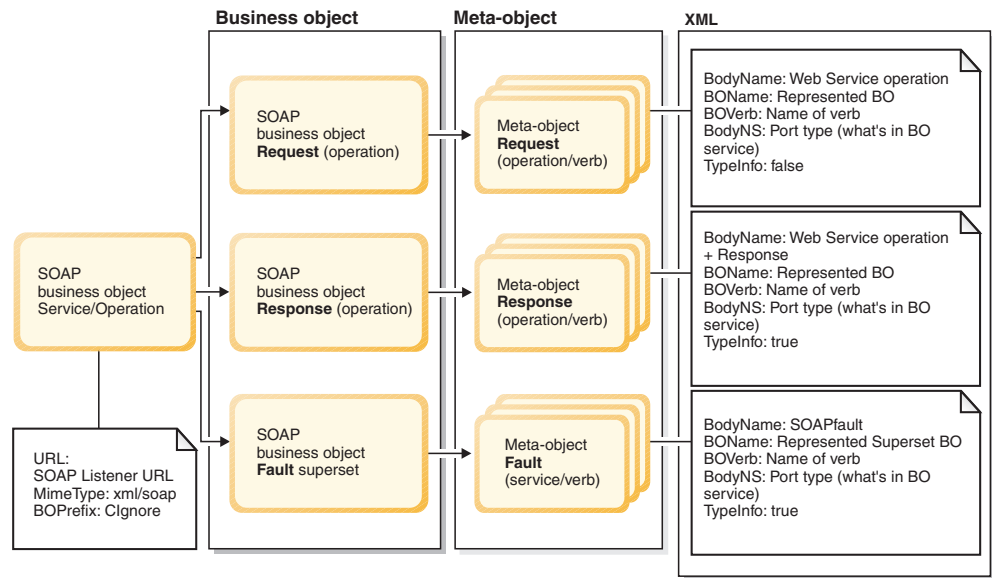 Business object
Meta-object
XML
SOAP
business object
Service/Operation
URL:
SOAP Listener URL
MimeType: xml/soap
BOPrefix: CIgnore
SOAP
business object
Request (operation)
SOAP
business object
Response (operation)
SOAP
business object
Fault superset
Meta-object
Request
(operation/verb)
Meta-object
Response
(operation/verb)
Meta-object
Fault
(service/verb)
BodyName: Web Service operation
BOName: Represented BO
BOVerb: Name of verb
BodyNS: Port type (what's in BO
service)
TypeInfo: false
BodyName: Web Service operation
+ Response
BOName: Represented BO
BOVerb: Name of verb
BodyNS: Port type (what's in BO
service)
TypeInfo: true
BodyName: SOAPfault
BOName: Represented Superset BO
BOVerb: Name of verb
BodyNS: Port type (what's in BO
service)
TypeInfo: true